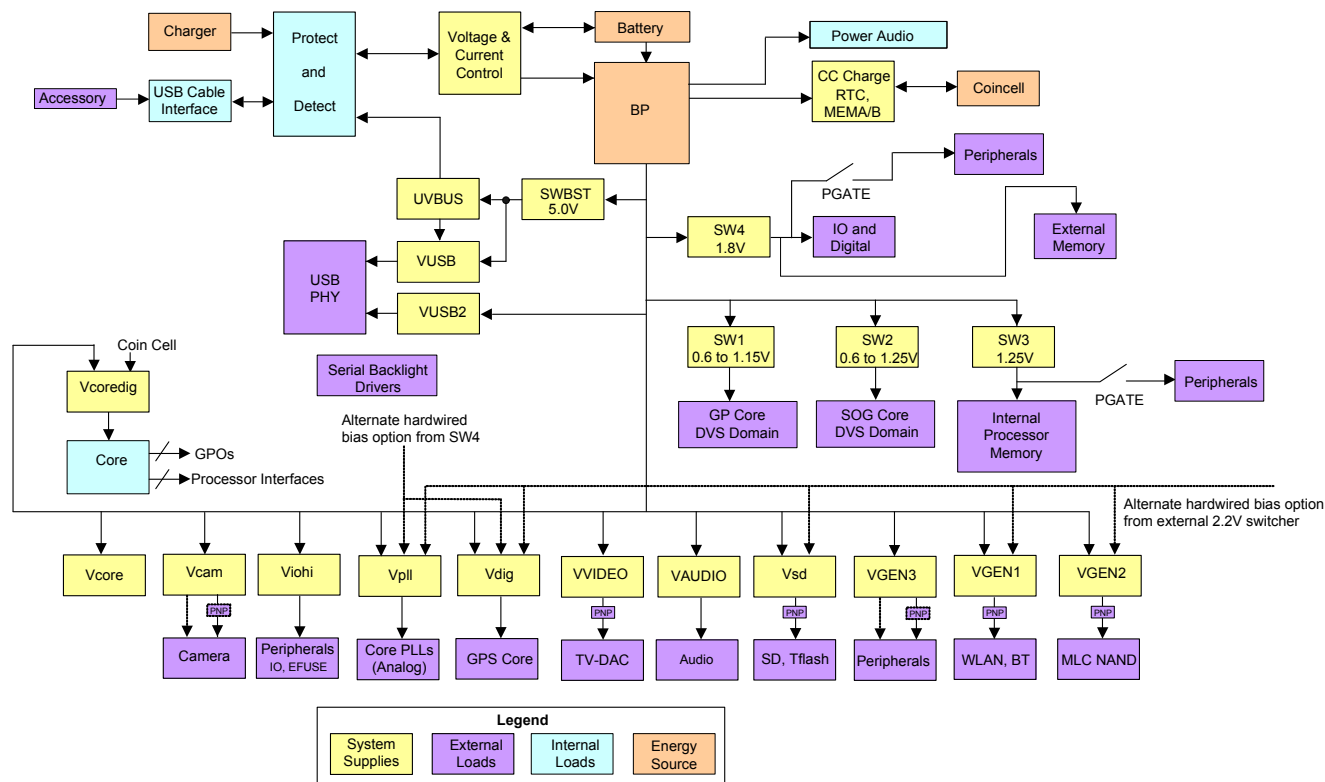 Charger
Protect
and
Detect
Voltage &
Current
Control
Battery
Power Audio
Accessory
USB Cable
Interface
BP
CC Charge
RTC,
MEMA/B
Coincell
Peripherals
PGATE
UVBUS
SWBST
5.0V
SW4
1.8V
IO and
Digital
External
Memory
USB
PHY
VUSB
VUSB2
SW1
0.6 to 1.15V
SW2
0.6 to 1.25V
SW3
1.25V
Coin Cell
Vcoredig
Serial Backlight
Drivers
PGATE
Peripherals
GP Core
DVS Domain
SOG Core
DVS Domain
Internal
Processor
Memory
Alternate hardwired
bias option from SW4
Core
GPOs
Processor Interfaces
Alternate hardwired bias option
from external 2.2V switcher
Vcore
Vcam
Viohi
Vpll
Vdig
VVIDEO
VAUDIO
Vsd
VGEN3
VGEN1
VGEN2
PNP
PNP
PNP
PNP
PNP
PNP
Camera
Peripherals
IO, EFUSE
Core PLLs
(Analog)
GPS Core
TV-DAC
Audio
SD, Tflash
Peripherals
WLAN, BT
MLC NAND
Legend
System
Supplies
External
Loads
Internal
Loads
Energy
Source